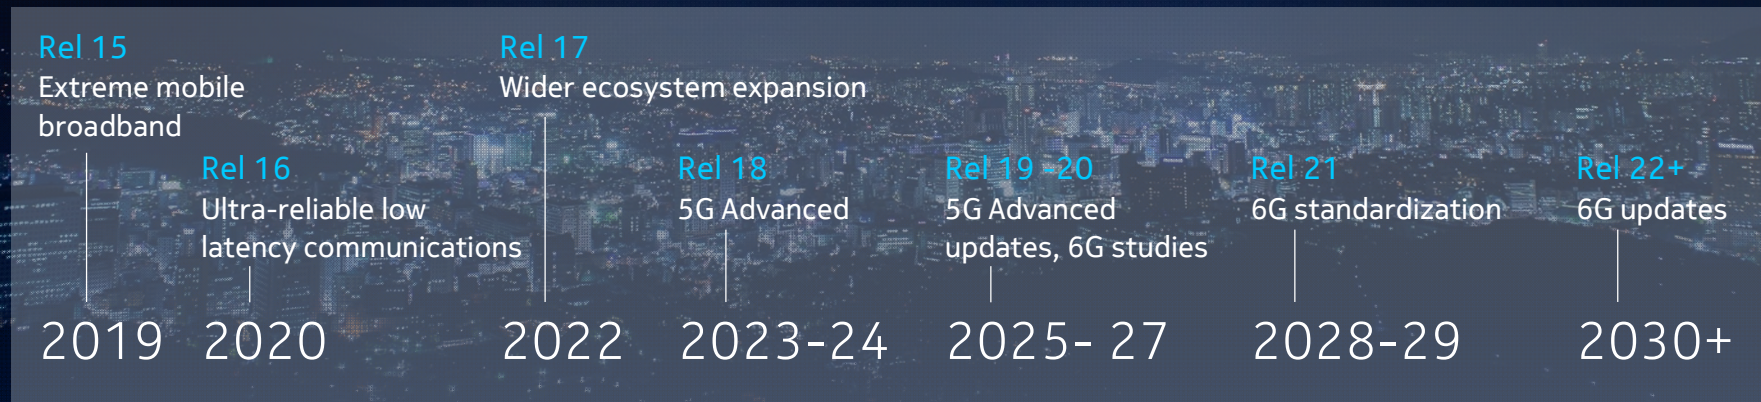 Rel 15
Extreme mobile
broadband
Rel 16
Ultra-reliable low
latency communications
Rel 17
Wider ecosystem expansion
Rel 18
5G Advanced
Rel 19 -20
5G Advanced
updates, 6G studies
Rel 21
6G standardization
Rel 22+
6G updates
2019
2020
2022
2023-24
2025- 27
2028-29
2030+